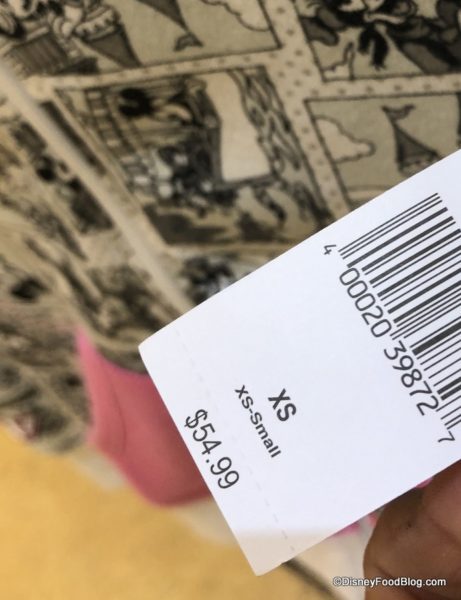 4 00020 39872 7
XS
XS-Small
$54.99
©DisneyFoodBlog.com